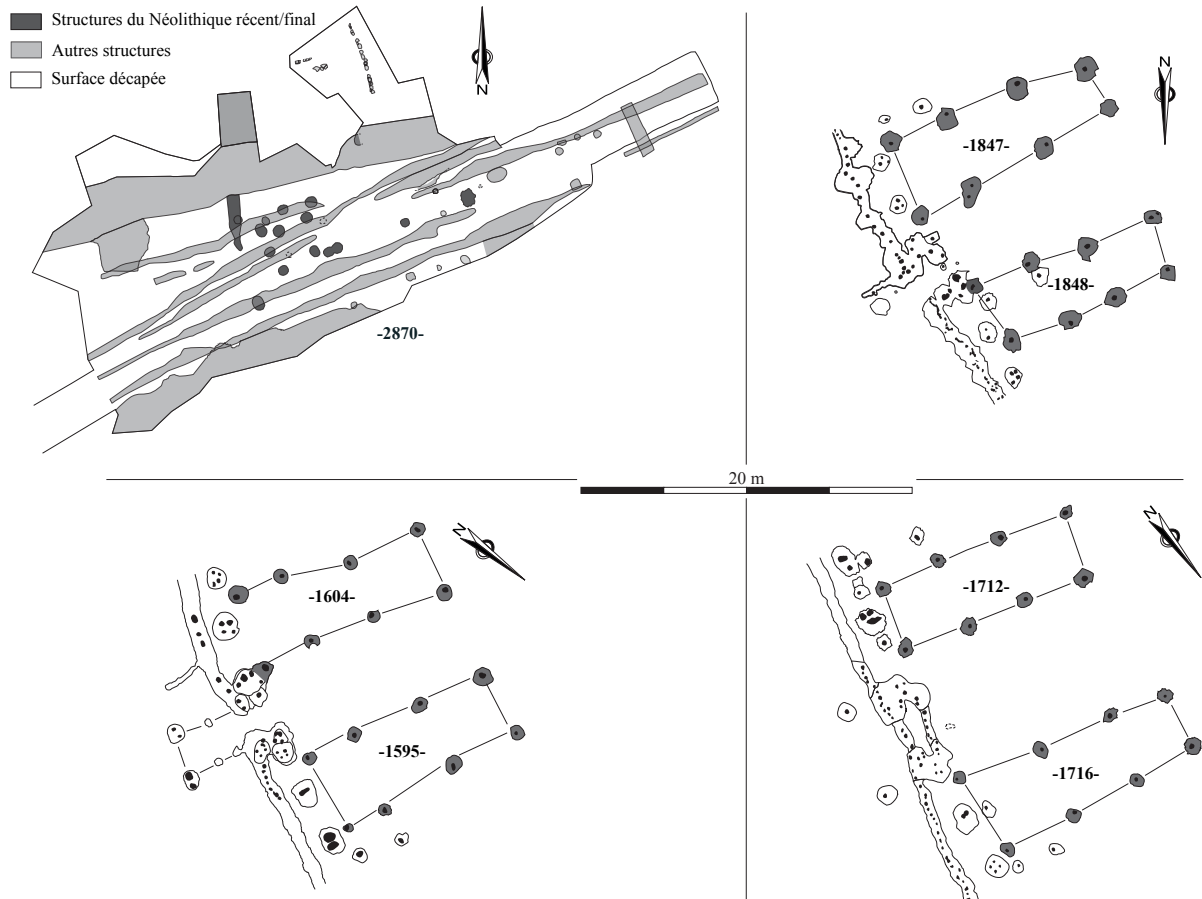 Structures du Néolithique récent/final
Autres structures
Surface décapée
N
-2870-
N
-1847-
-1848-
20 m
N
-1604-
-1595-
N
-1712-
-1716-